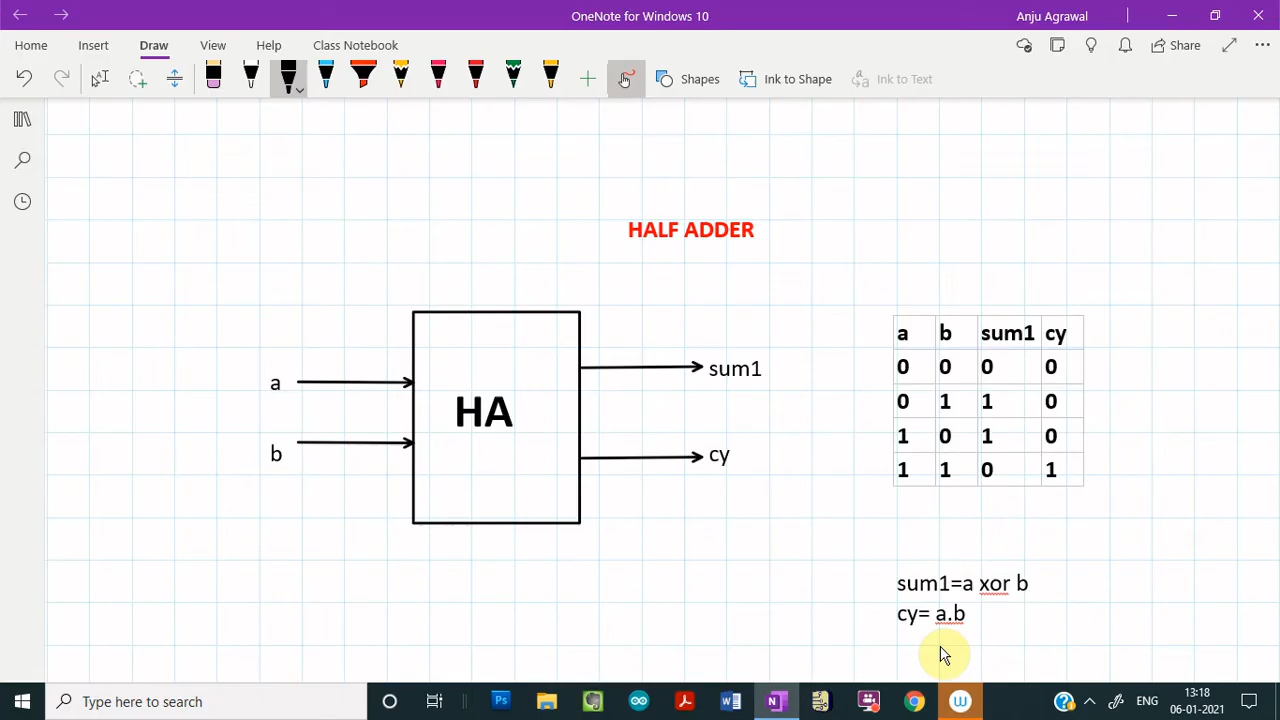 OneNote for Windows 10
Anju Agrawal
Home Insert Draw View Help Class Notebook
Share
Shapes
Ink to Shape
Ink to Text
HALF ADDER
a
b
HA
sum1
cy
a b sum1 cy
0 0 0 0
0 1 1 0
1 0 1 0
1 1 0 1
sum1=a xor b
cy= a.b
Type here to search
Ps
W
N
W
ENG
13:18
06-01-2021